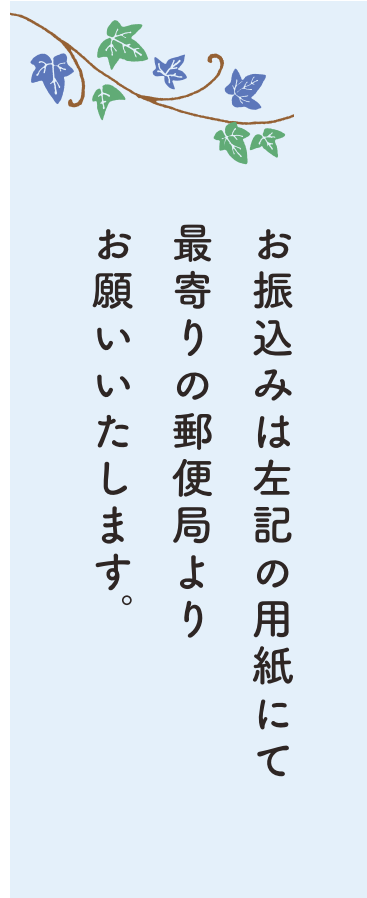 お振込みは左記の用紙にて
最寄りの郵便局より
お願いいたします。